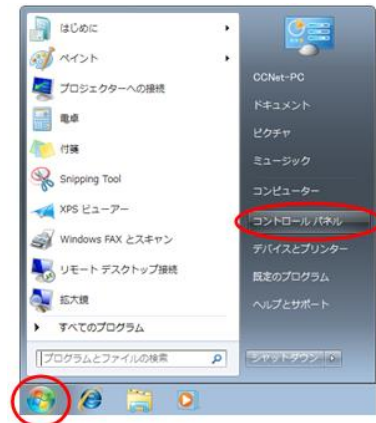 はじめに
ペイント
プロジェクターへの接続
電卓
付箋
Snipping Tool
XPS ビューアー
Windows FAX とスキャン
リモート デスクトップ接続
拡大鏡
すべてのプログラム
プログラムとファイルの検索
CCNet-PC
ドキュメント
ピクチャ
ミュージック
コンピューター
コントロール パネル
デバイスとプリンター
既定のプログラム
ヘルプとサポート
シャットダウン